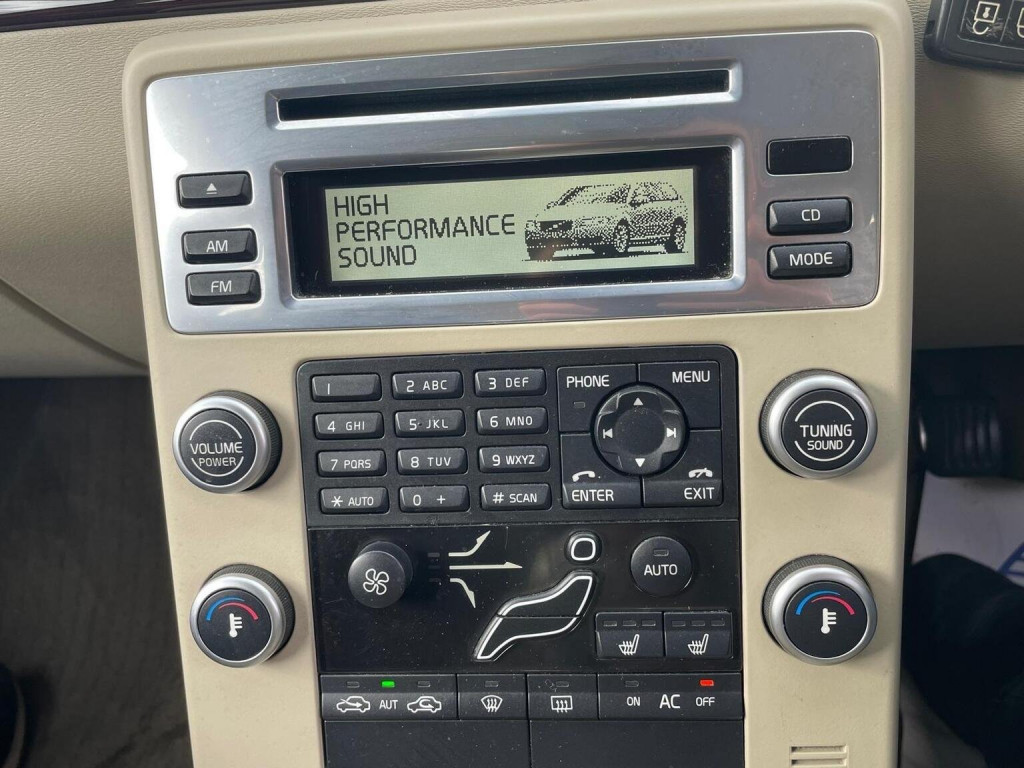 AM
FM
HIGH
PERFORMANCE
SOUND
CD
MODE
1
2 ABC
3 DEF
4 GHI
5 JKL
6 MNO
7 PQRS
8 TUV
9 WXYZ
* AUTO
0 +
# SCAN
PHONE
MENU
ENTER
EXIT
VOLUME
POWER
TUNING
SOUND
AUTO
AUT
ON
AC
OFF